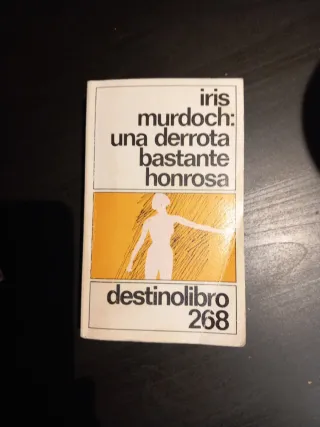 iris
murdoch:
una derrota
bastante
honrosa
destinolibro
268